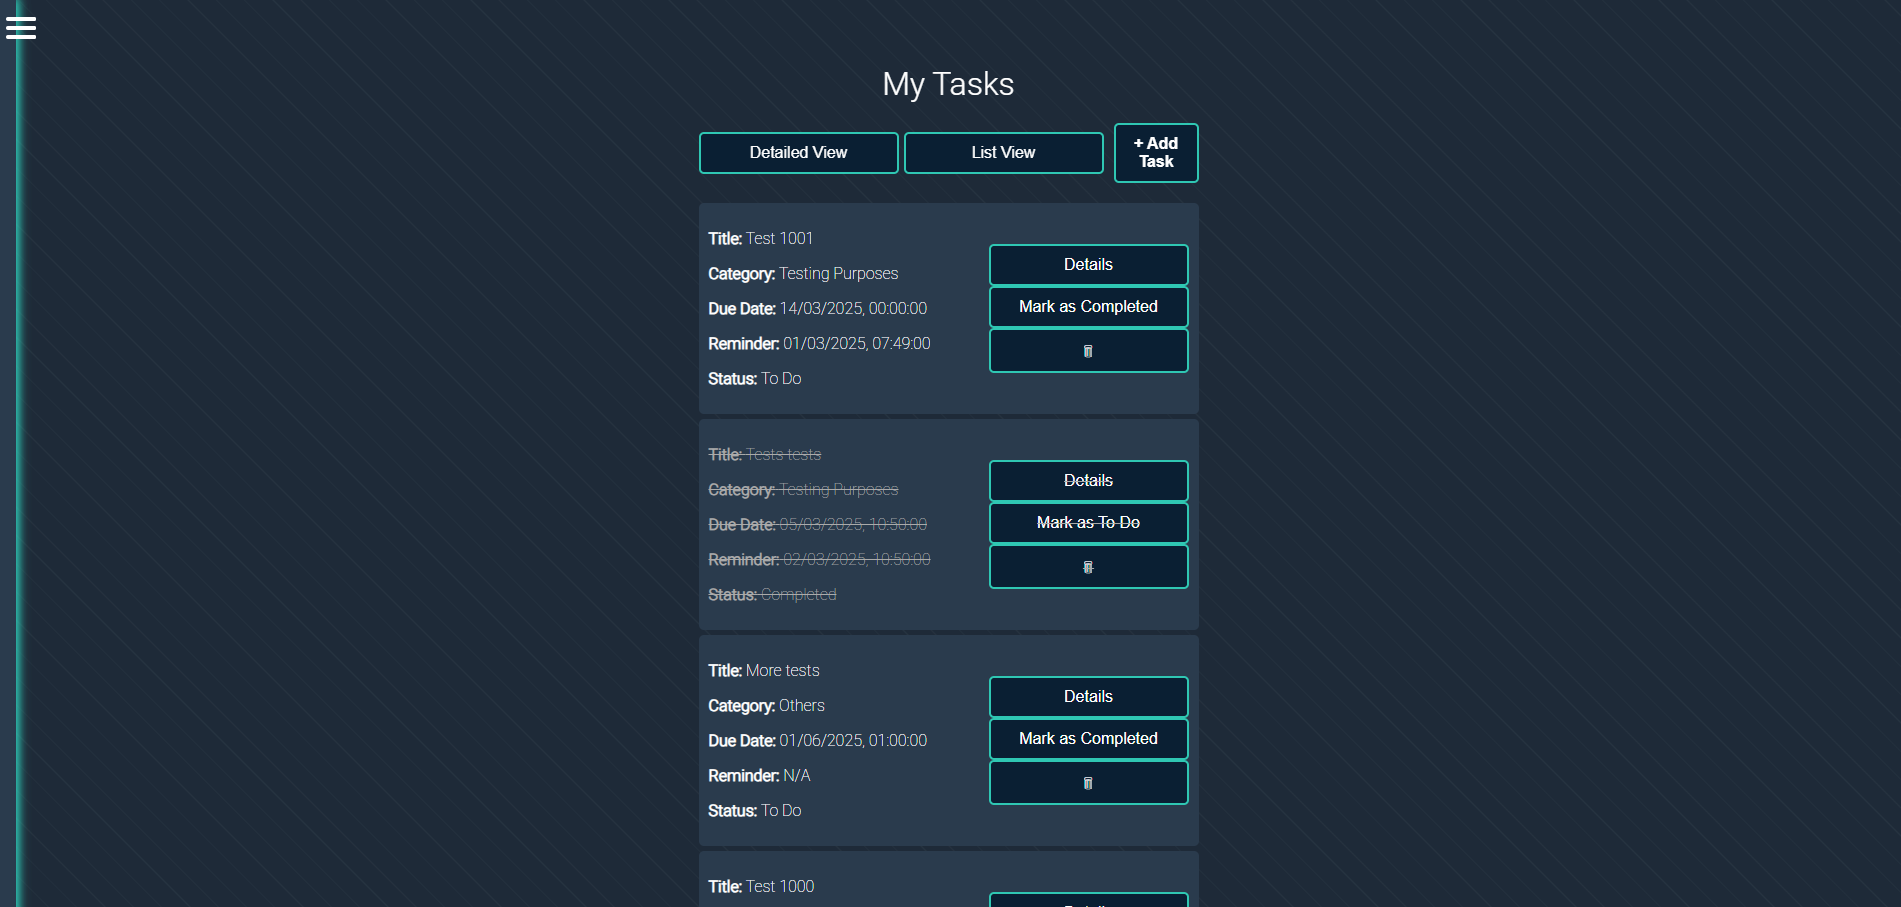 My Tasks
Detailed View
List View
+ Add
Task
Title: Test 1001
Category: Testing Purposes
Due Date: 14/03/2025, 00:00:00
Reminder: 01/03/2025, 07:49:00
Status: To Do
Details
Mark as Completed
Title: Tests tests
Category: Testing Purposes
Due Date: 05/03/2025, 10:50:00
Reminder: 02/03/2025, 10:50:00
Status: Completed
Details
Mark as To Do
Title: More tests
Category: Others
Due Date: 01/06/2025, 01:00:00
Reminder: N/A
Status: To Do
Details
Mark as Completed
Title: Test 1000